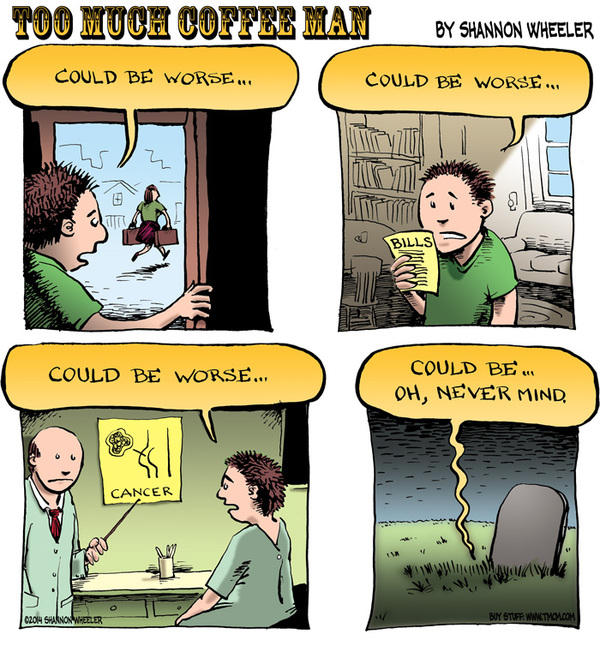 TOO MUCH COFFEE MAN
BY SHANNON WHEELER
COULD BE WORSE...
COULD BE WORSE...
BILLS
COULD BE WORSE...
CANCER
©2014 SHANNON WHEELER
COULD BE...
OH, NEVER MIND.
BUY STUFF: WWW.TMCM.COM